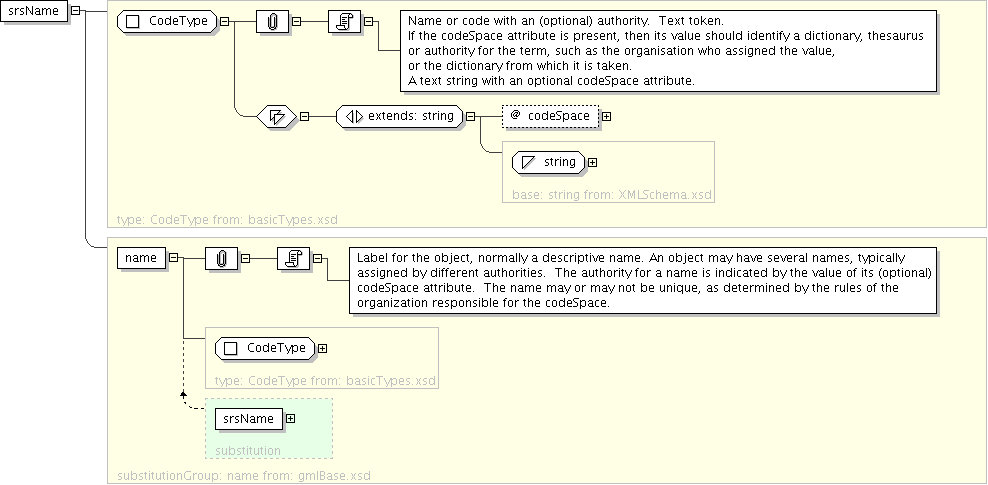 srsName
CodeType
Name or code with an (optional) authority.  Text token.
If the codeSpace attribute is present, then its value should identify a dictionary, thesaurus
or authority for the term, such as the organisation who assigned the value,
or the dictionary from which it is taken.
A text string with an optional codeSpace attribute.
extends: string
@ codeSpace
string
base: string from: XMLSchema.xsd
type: CodeType from: basicTypes.xsd
name
Label for the object, normally a descriptive name. An object may have several names, typically
assigned by different authorities.  The authority for a name is indicated by the value of its (optional)
codeSpace attribute.  The name may or may not be unique, as determined by the rules of the
organization responsible for the codeSpace.
CodeType
type: CodeType from: basicTypes.xsd
srsName
substitution
substitutionGroup: name from: gmlBase.xsd